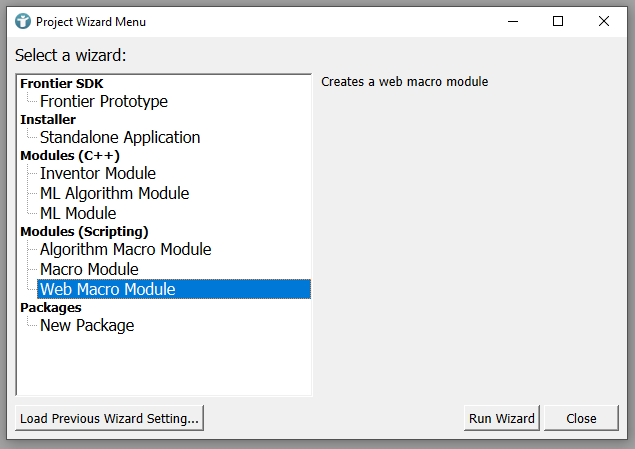 Project Wizard Menu
Select a wizard:
Frontier SDK
Frontier Prototype
Installer
Standalone Application
Modules (C++)
Inventor Module
ML Algorithm Module
ML Module
Modules (Scripting)
Algorithm Macro Module
Macro Module
Web Macro Module
Packages
New Package
Creates a web macro module
Load Previous Wizard Setting...
Run Wizard
Close